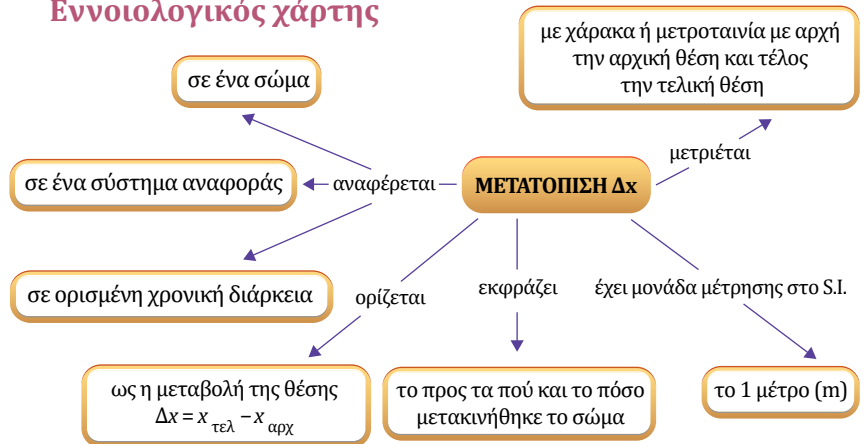 Εννοιολογικός χάρτης
με χάρακα ή μετροταινία με αρχή
την αρχική θέση και τέλος
την τελική θέση
σε ένα σώμα
μετριέται
σε ένα σύστημα αναφοράς
αναφέρεται
ΜΕΤΑΤΟΠΙΣΗ Δx
σε ορισμένη χρονική διάρκεια
ορίζεται
εκφράζει
έχει μονάδα μέτρησης στο S.I.
ως η μεταβολή της θέσης
Δx = x τελ − x αρχ
το προς τα πού και το πόσο
μετακινήθηκε το σώμα
το 1 μέτρο (m)